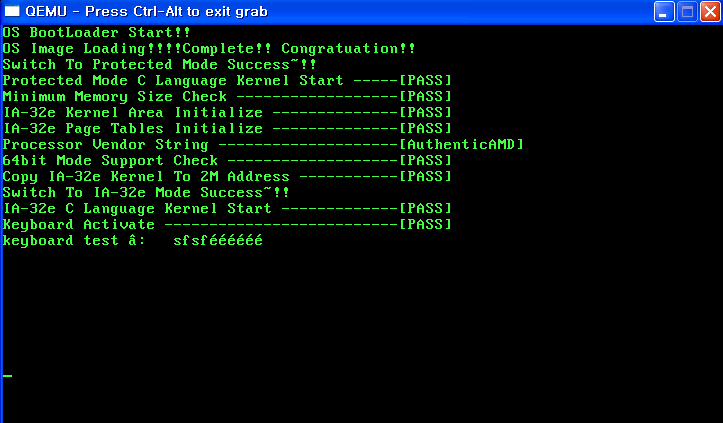 QEMU - Press Ctrl-Alt to exit grab
OS BootLoader Start!!
OS Image Loading!!!!Complete!! Congratuation!!
Switch To Protected Mode Success~!!
Protected Mode C Language Kernel Start -----[PASS]
Minimum Memory Size Check ------------------[PASS]
IA-32e Kernel Area Initialize --------------[PASS]
IA-32e Page Tables Initialize --------------[PASS]
Processor Vendor String --------------------[AuthenticAMD]
64bit Mode Support Check -------------------[PASS]
Copy IA-32e Kernel To 2M Address -----------[PASS]
Switch To IA-32e Mode Success~!!
IA-32e C Language Kernel Start -------------[PASS]
Keyboard Activate --------------------------[PASS]
keyboard test â:   sfsféééééé